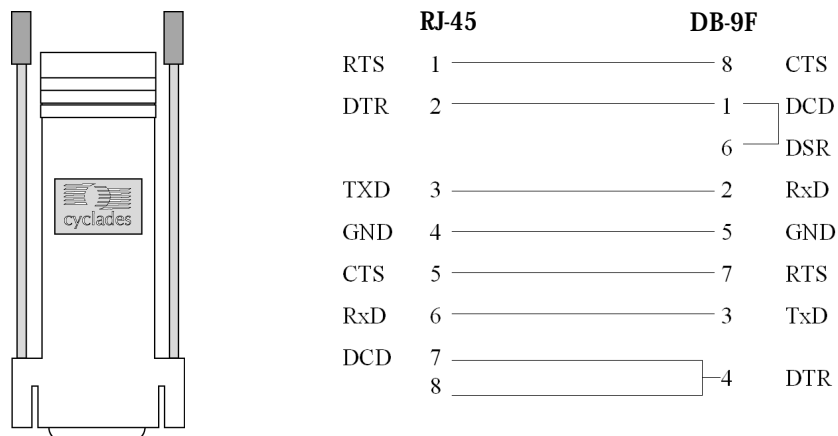 RJ-45 DB-9F
RTS 1 8 CTS
DTR 2 1 DCD
6 DSR
TXD 3 2 RxD
GND 4 5 GND
CTS 5 7 RTS
RxD 6 3 TxD
DCD 7
8
4 DTR
cyclades